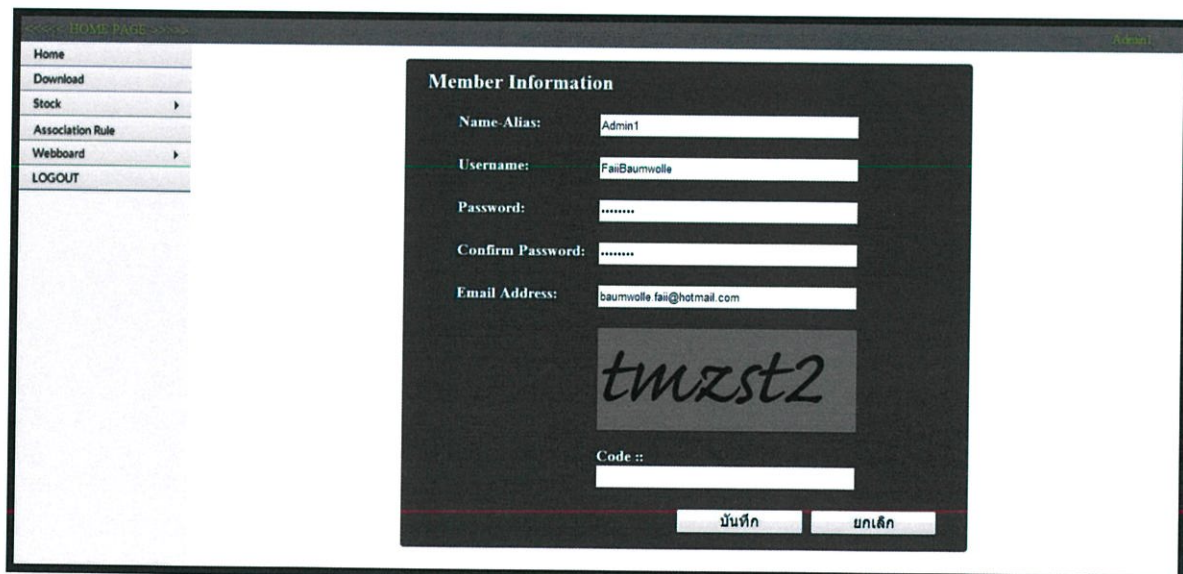 <<<<< HOME PAGE >>>>>
Admin1
Home
Download
Stock
Association Rule
Webboard
LOGOUT
Member Information
Name-Alias: Admin1
Username: FaiiBaumwolle
Password: ••••••••
Confirm Password: ••••••••
Email Address: baumwolle.faii@hotmail.com
tmzst2
Code ::
บันทึก ยกเลิก